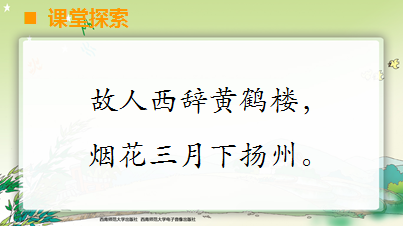 课堂探索
故人西辞黄鹤楼，
烟花三月下扬州。
西南师范大学出版社 西南师范大学电子音像出版社